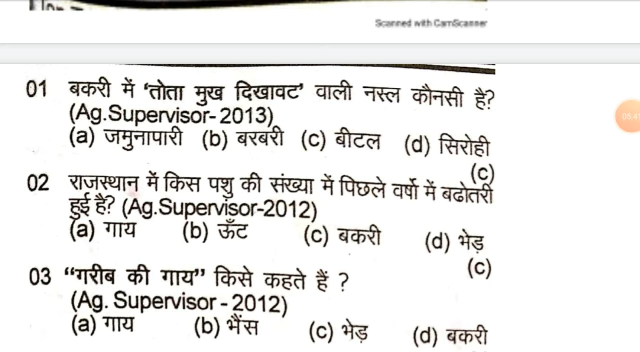 Scanned with CamScanner
01 बकरी में ‘तोता मुख दिखावट’ वाली नस्ल कौनसी है?
(Ag.Supervisor- 2013)
(a) जमुनापारी (b) बरबरी (c) बीटल (d) सिरोही
(c)
02 राजस्थान में किस पशु की संख्या में पिछले वर्षो में बढोतरी
हुई है? (Ag.Supervisor-2012)
(a) गाय (b) ऊँट (c) बकरी (d) भेड़
(c)
03 “गरीब की गाय” किसे कहते हैं ?
(Ag. Supervisor - 2012)
(a) गाय (b) भैंस (c) भेड़ (d) बकरी